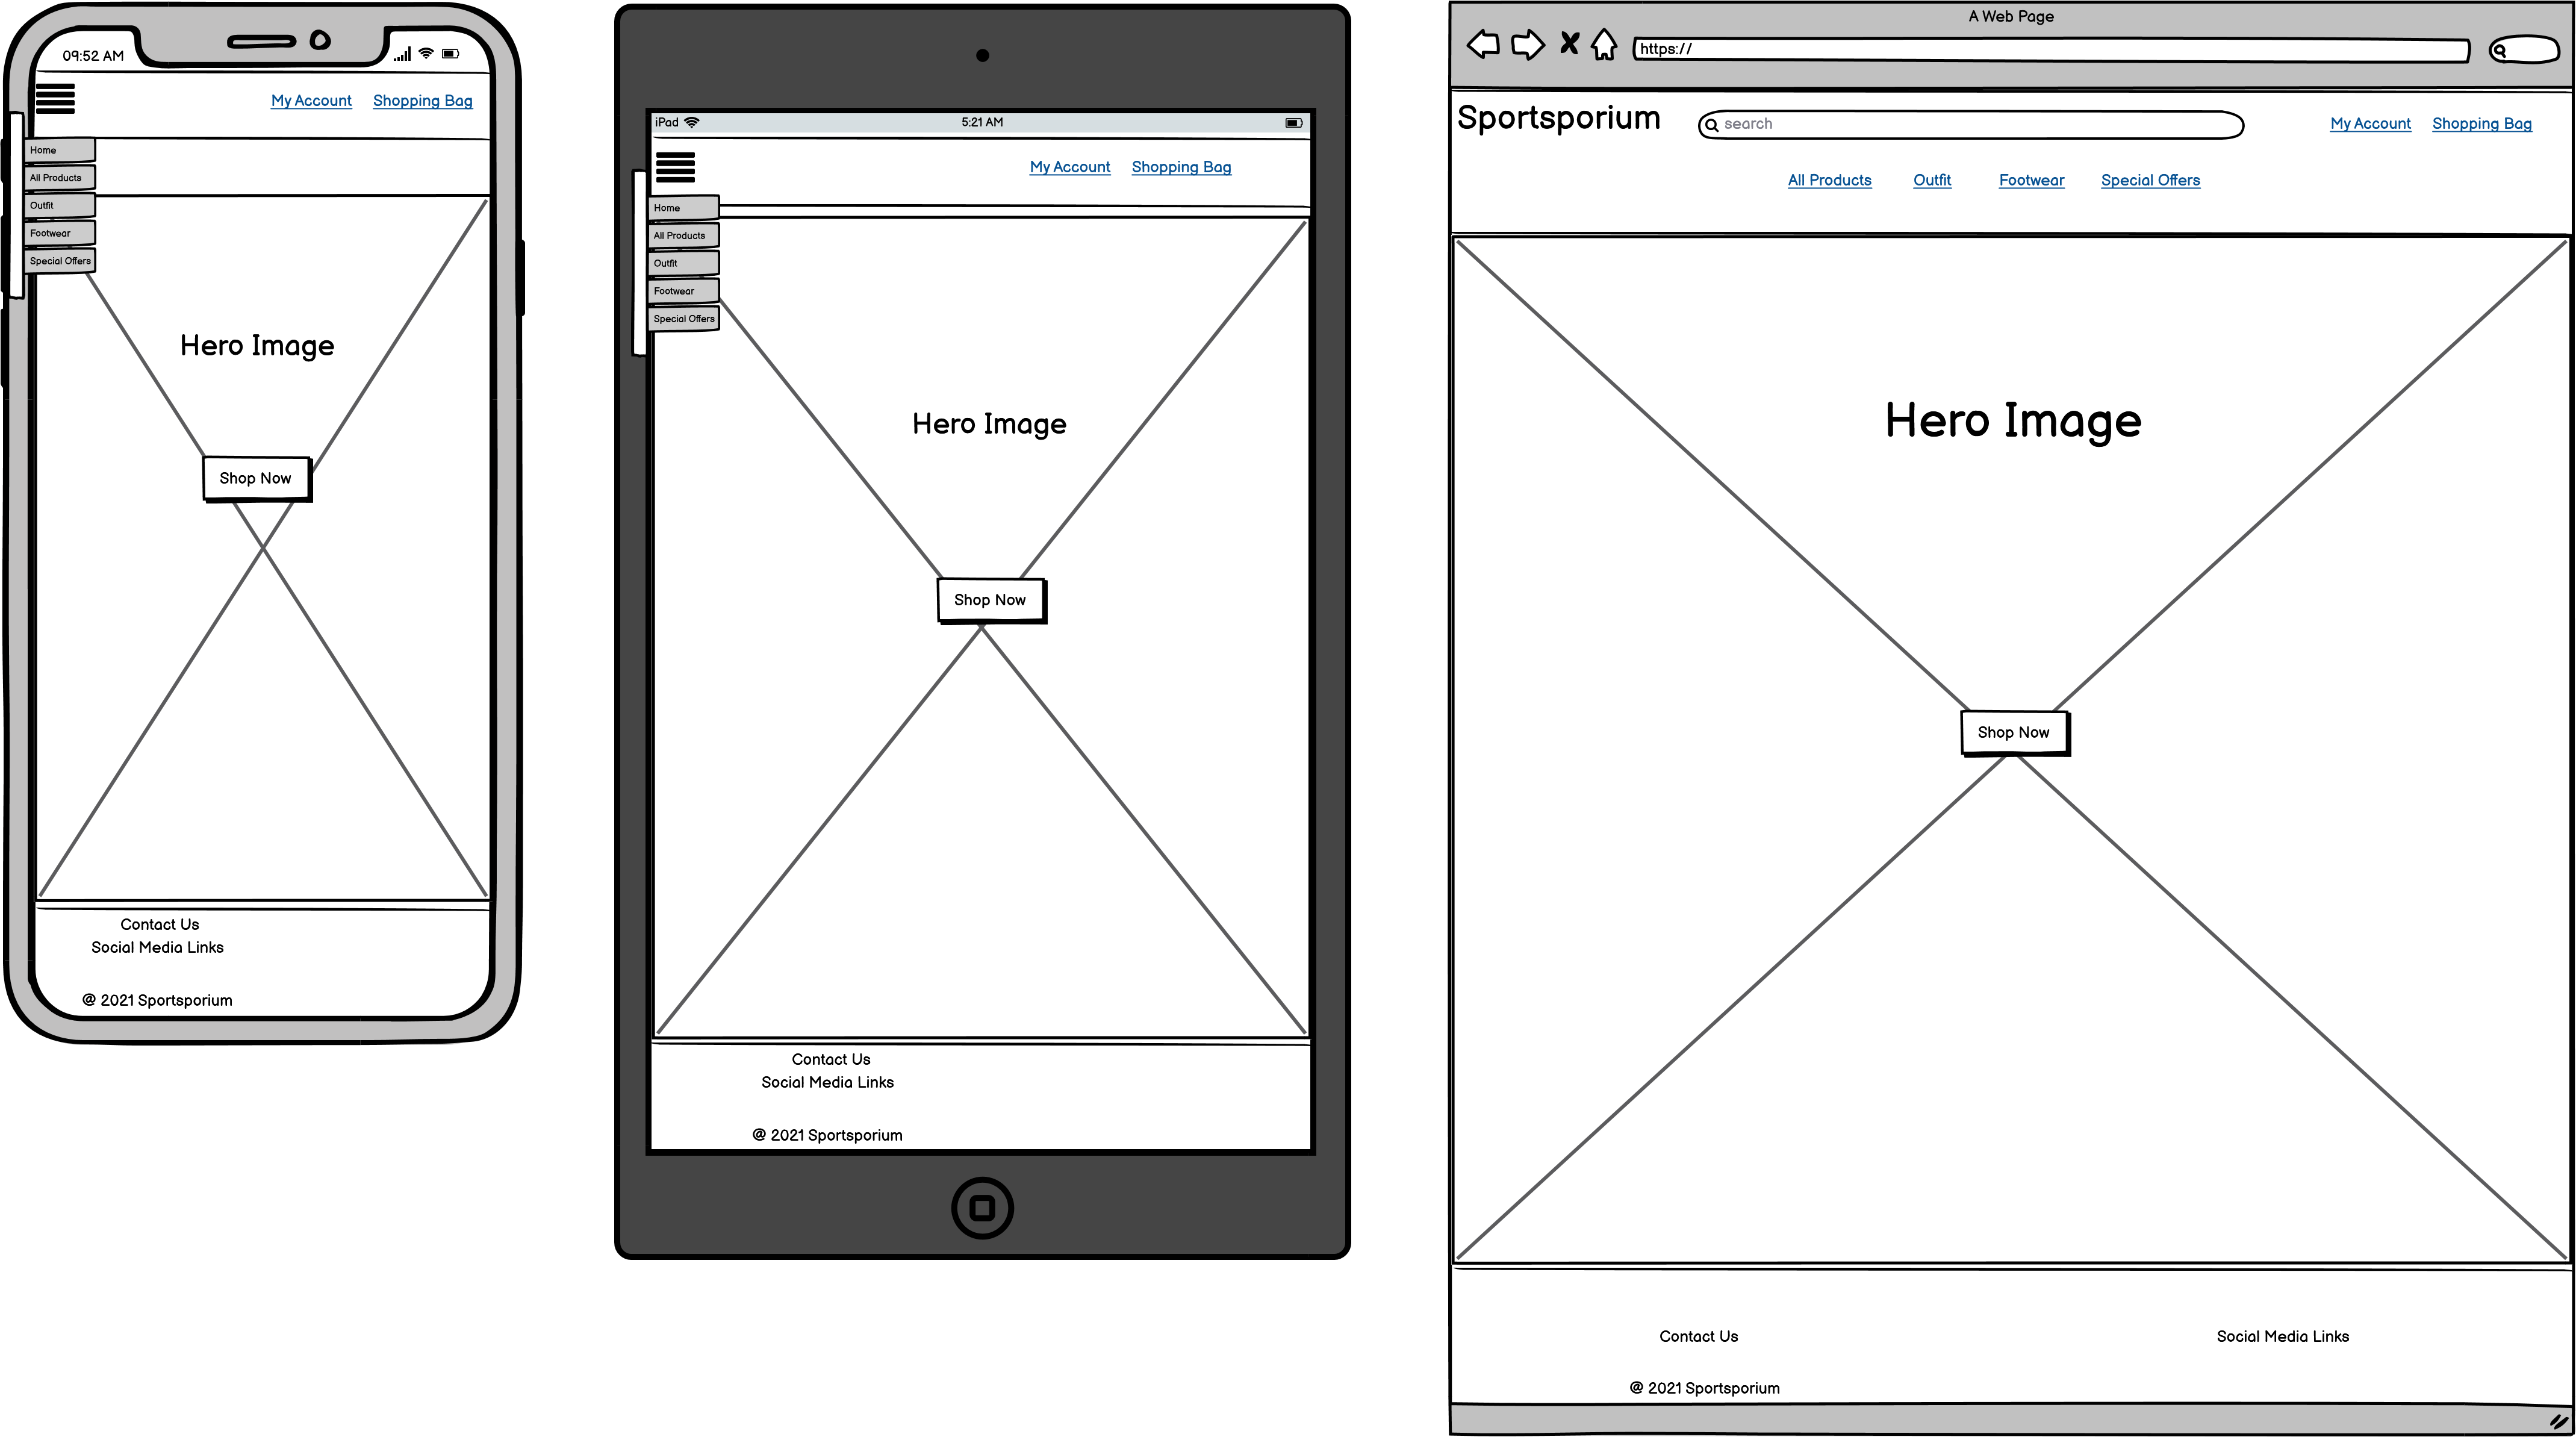 09:52 AM
My Account Shopping Bag
Home
All Products
Outfit
Footwear
Special Offers
Hero Image
Shop Now
Contact Us
Social Media Links
@ 2021 Sportsporium
iPad 5:21 AM
My Account Shopping Bag
Home
All Products
Outfit
Footwear
Special Offers
Hero Image
Shop Now
Contact Us
Social Media Links
@ 2021 Sportsporium
A Web Page
https://
Sportsporium search My Account Shopping Bag
All Products Outfit Footwear Special Offers
Hero Image
Shop Now
Contact Us Social Media Links
@ 2021 Sportsporium